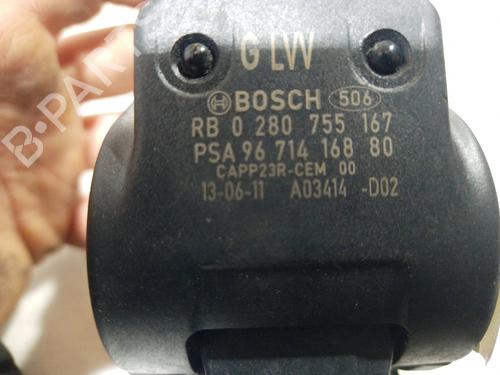 G LW
BOSCH 506
RB 0 280 755 167
PSA 96 714 168 80
CAPP23R-CEM 00
13-06-11 A03414 -D02
B-PARTS